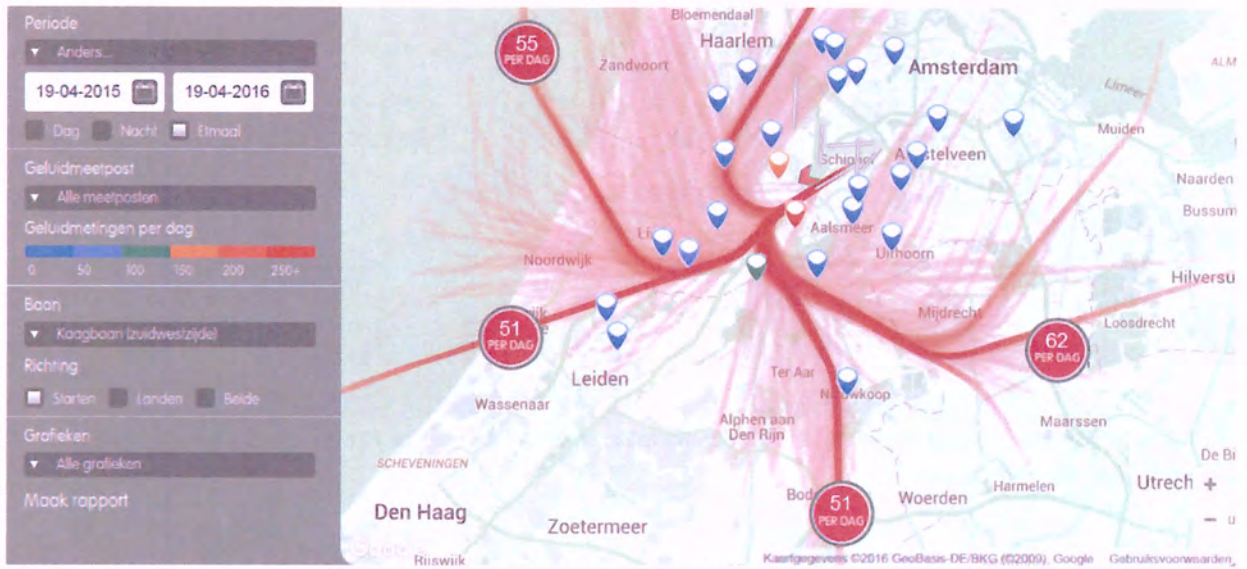 Periode
Anders...
19-04-2015 19-04-2016
Dag Nacht Etmaal
Geluidmeetpost
Alle meetposten
Geluidmetingen per dag
0 50 100 150 200 250+
Baan
Kaagbaan (zuidwestzijde)
Richting
Starten Landen Beide
Grafieken
Alle grafieken
Maak rapport
Bloemendaal
Haarlem
55
PER DAG
Zandvoort
Amsterdam
ALM
IJmeer
Muiden
Amstelveen
Naarden
Bussum
Aalsmeer
Noordwijk
Uithoorn
Hilversu
Mijdrecht
Loosdrecht
51
PER DAG
62
PER DAG
Leiden
Ter Aar
Nieuwkoop
Wassenaar
Alphen aan
Den Rijn
Maarssen
De Bi
SCHEVENINGEN
Utrech +
Harmelen
Woerden
51
PER DAG
Den Haag
Zoetermeer
Rijswijk
Google
Kaartgegevens ©2016 GeoBasis-DE/BKG (©2009), Google Gebruiksvoorwaarden